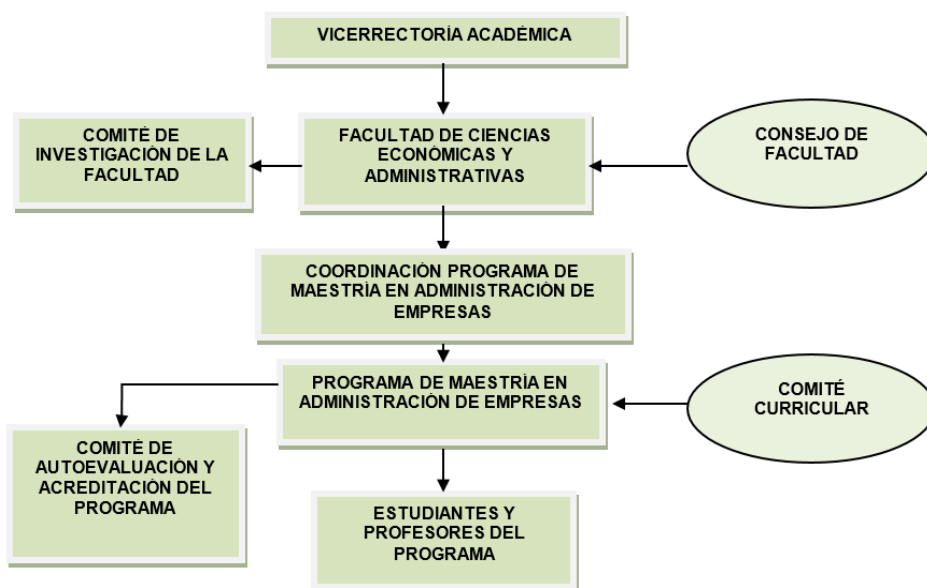 VICERRECTORÍA ACADÉMICA
COMITÉ DE
INVESTIGACIÓN DE LA
FACULTAD
FACULTAD DE CIENCIAS
ECONÓMICAS Y
ADMINISTRATIVAS
CONSEJO DE
FACULTAD
COORDINACIÓN PROGRAMA DE
MAESTRÍA EN ADMINISTRACIÓN DE
EMPRESAS
PROGRAMA DE MAESTRÍA EN
ADMINISTRACIÓN DE EMPRESAS
COMITÉ
CURRICULAR
COMITÉ DE
AUTOEVALUACIÓN Y
ACREDITACIÓN DEL
PROGRAMA
ESTUDIANTES Y
PROFESORES DEL
PROGRAMA